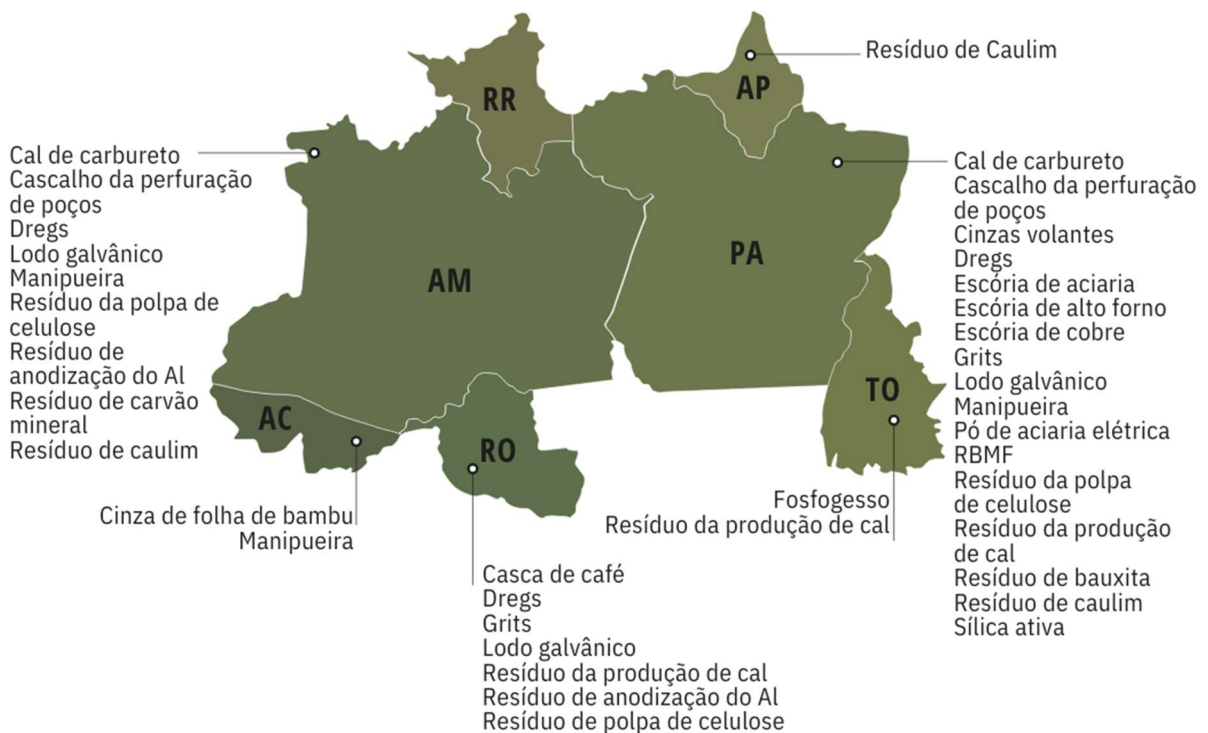 Resíduo de Caulim
RR
AP
Cal de carbureto
Cascalho da perfuração
de poços
Dregs
Lodo galvânico
Manipueira
Resíduo da polpa de
celulose
Resíduo de
anodização do Al
Resíduo de carvão
mineral
Resíduo de caulim
AM
PA
Cal de carbureto
Cascalho da perfuração
de poços
Cinzas volantes
Dregs
Escória de aciaria
Escória de alto forno
Escória de cobre
Grits
Lodo galvânico
Manipueira
Pó de aciaria elétrica
RBMF
Resíduo da polpa
de celulose
Resíduo da produção
de cal
Resíduo de bauxita
Resíduo de caulim
Sílica ativa
AC
RO
TO
Cinza de folha de bambu
Manipueira
Fosfogesso
Resíduo da produção de cal
Casca de café
Dregs
Grits
Lodo galvânico
Resíduo da produção de cal
Resíduo de anodização do Al
Resíduo de polpa de celulose